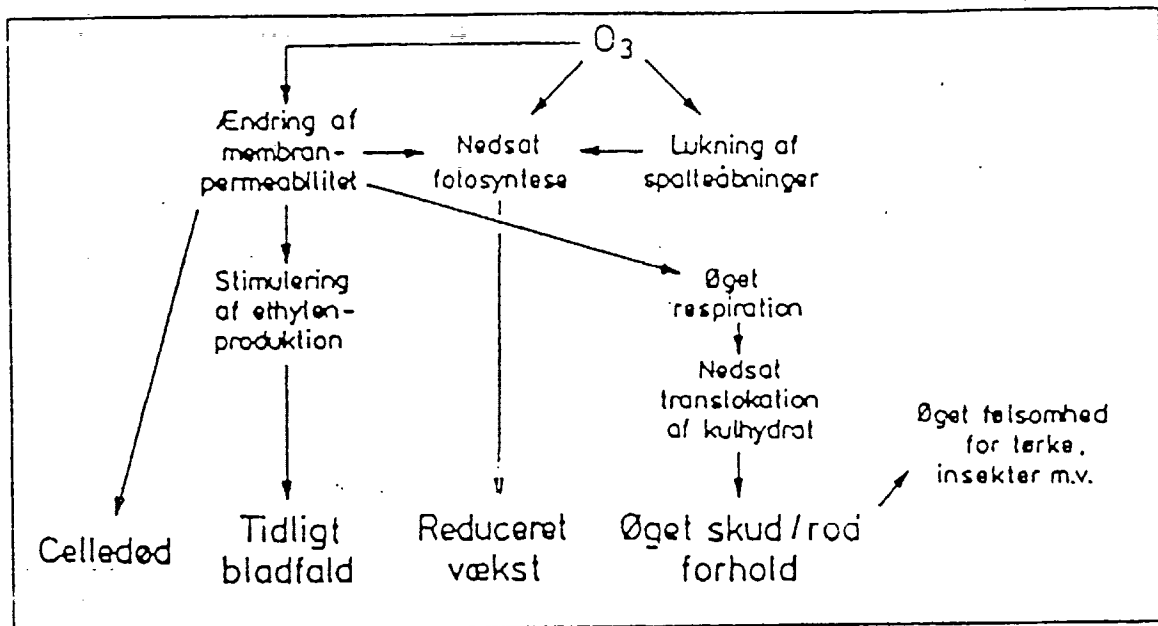 O3
Ændring af
membran-
permeabilitet
Nedsat
fotosyntese
Lukning af
spalteåbninger
Stimulering
af ethylen-
produktion
Øget
respiration
Nedsat
translokation
af kulhydrat
Øget følsomhed
for tørke,
insekter m.v.
Celledød
Tidligt
bladfald
Reduceret
vækst
Øget skud/rod
forhold